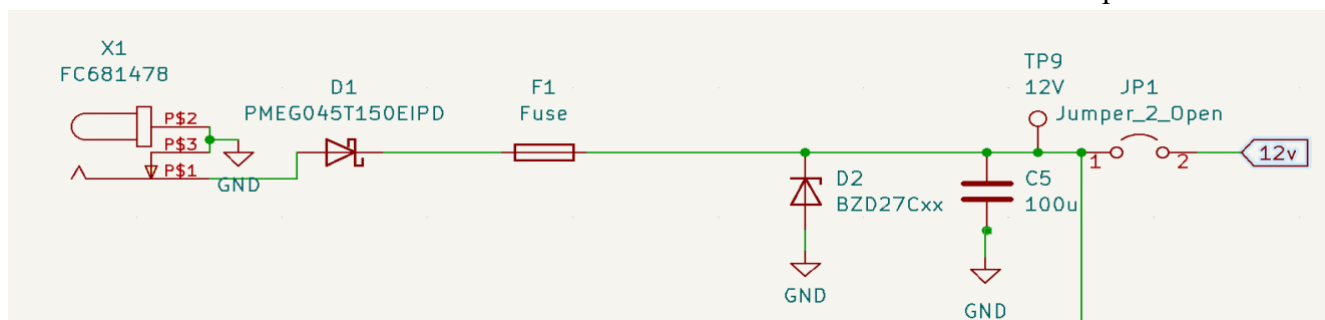 X1
FC681478
P$2
P$3
P$1
GND
D1
PMEG045T150EIPD
F1
Fuse
D2
BZD27Cxx
GND
C5
100u
GND
TP9
12V
JP1
Jumper_2_Open
1
2
12v